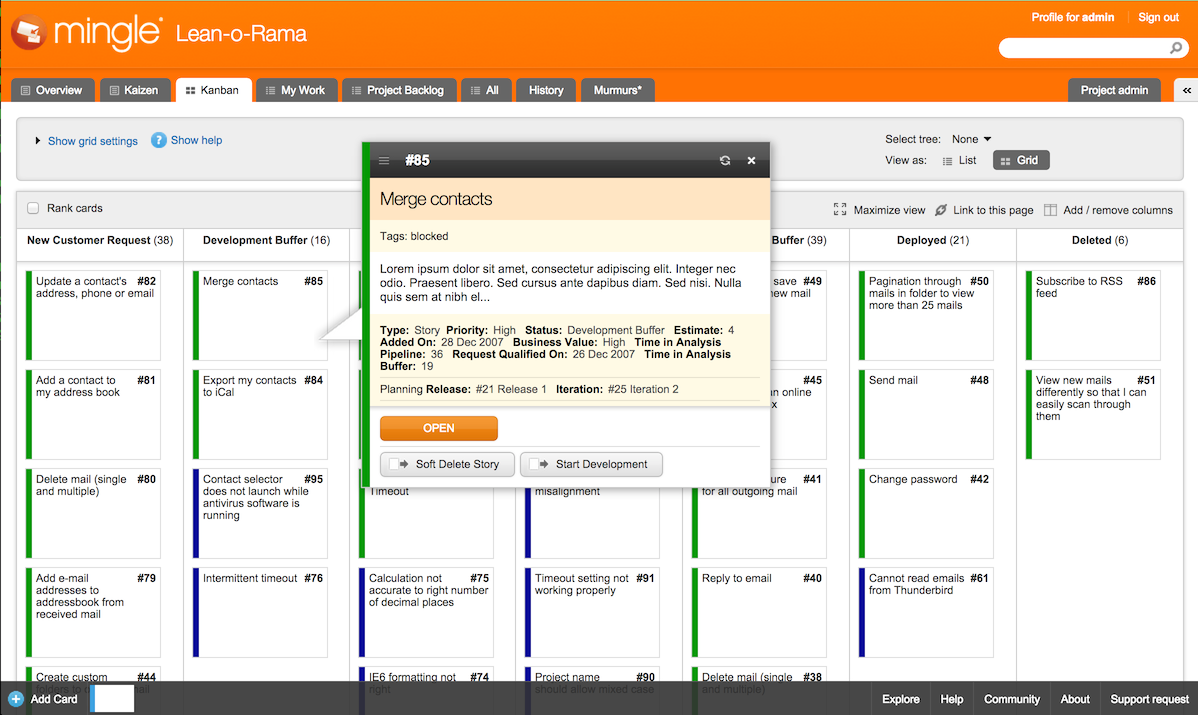 mingle Lean-o-Rama
Profile for admin
Sign out
Overview
Kaizen
Kanban
My Work
Project Backlog
All
History
Murmurs*
Project admin
«
Show grid settings
? Show help
Select tree: None
View as: List Grid
Rank cards
Maximize view
Link to this page
Add / remove columns
New Customer Request (38)
Development Buffer (16)
Buffer (39)
Deployed (21)
Deleted (6)
#85
Merge contacts
Tags: blocked
Lorem ipsum dolor sit amet, consectetur adipiscing elit. Integer nec
odio. Praesent libero. Sed cursus ante dapibus diam. Sed nisi. Nulla
quis sem at nibh el...
Type: Story Priority: High Status: Development Buffer Estimate: 4
Added On: 28 Dec 2007 Business Value: High Time in Analysis
Pipeline: 36 Request Qualified On: 26 Dec 2007 Time in Analysis
Buffer: 19
Planning Release: #21 Release 1 Iteration: #25 Iteration 2
OPEN
Soft Delete Story
Start Development
Update a contact's #82
address, phone or email
Merge contacts #85
save #49
new mail
Pagination through #50
mails in folder to view
more than 25 mails
Subscribe to RSS #86
feed
Add a contact to #81
my address book
Export my contacts #84
to iCal
#45
online
Send mail #48
View new mails #51
differently so that I can
easily scan through
them
Delete mail (single #80
and multiple)
Contact selector #95
does not launch while
antivirus software is
running
Timeout
misalignment
#41
for all outgoing mail
Change password #42
Add e-mail #79
addresses to
addressbook from
received mail
Intermittent timeout #76
Calculation not #75
accurate to right number
of decimal places
Timeout setting not #91
working properly
Reply to email #40
Cannot read emails #61
from Thunderbird
Create custom #44
folders to
mail
IE6 formatting not #74
right
Project name #90
should allow mixed case
Delete mail (single #38
and multiple)
Add Card
Explore
Help
Community
About
Support request